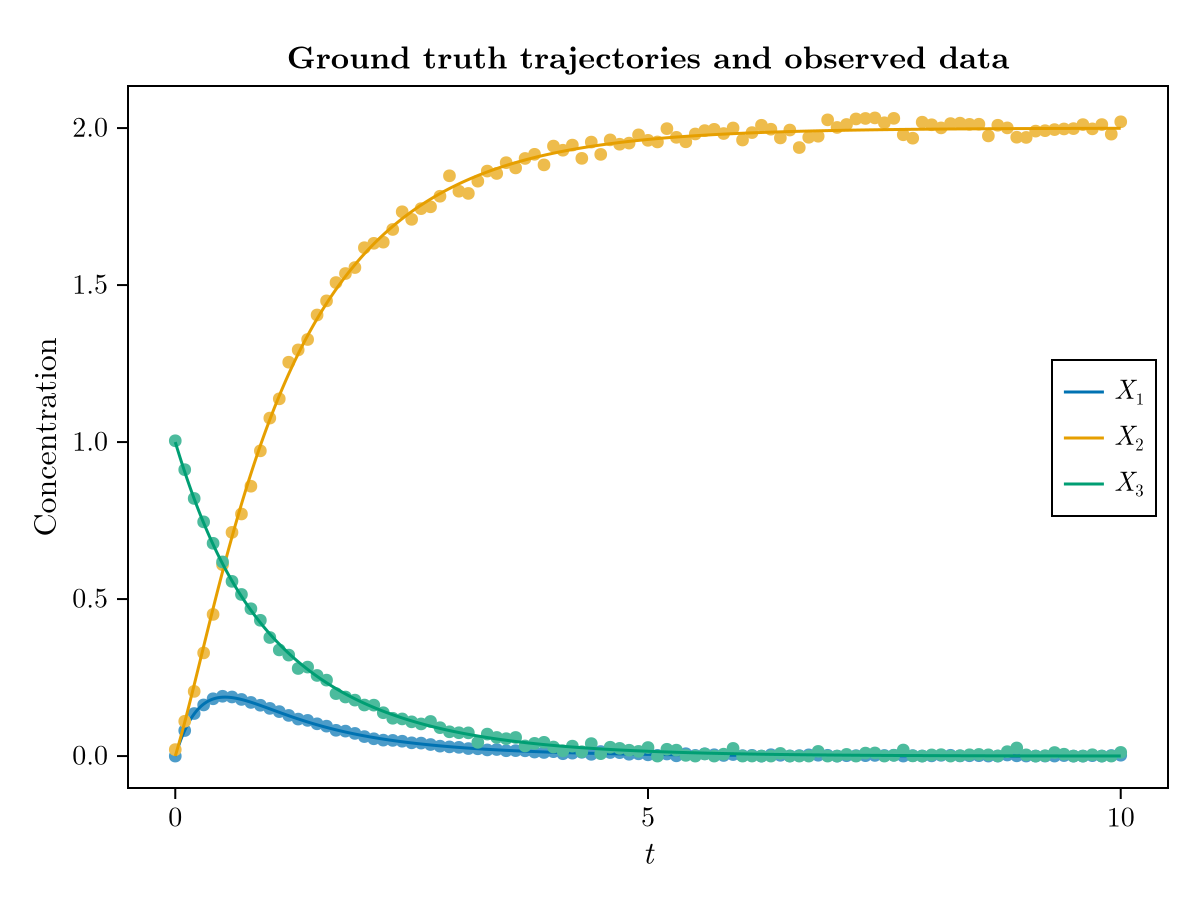 Ground truth trajectories and observed data
Concentration
2.0
1.5
1.0
0.5
0.0
0
5
10
t
X₁
X₂
X₃